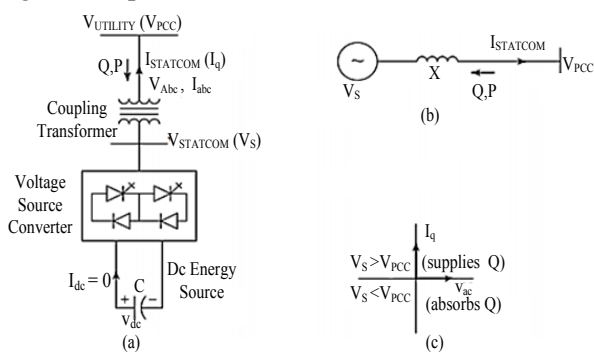 V_UTILITY (V_PCC)
I_STATCOM (I_q)
Q,P
V_Abc , I_abc
Coupling
Transformer
V_STATCOM (V_S)
Voltage
Source
Converter
I_dc = 0
Dc Energy
Source
C
+ −
v_dc
(a)
~
V_S
X
I_STATCOM
V_PCC
Q,P
(b)
I_q
V_S>V_PCC (supplies Q)
V_S<V_PCC
v_ac
(absorbs Q)
(c)